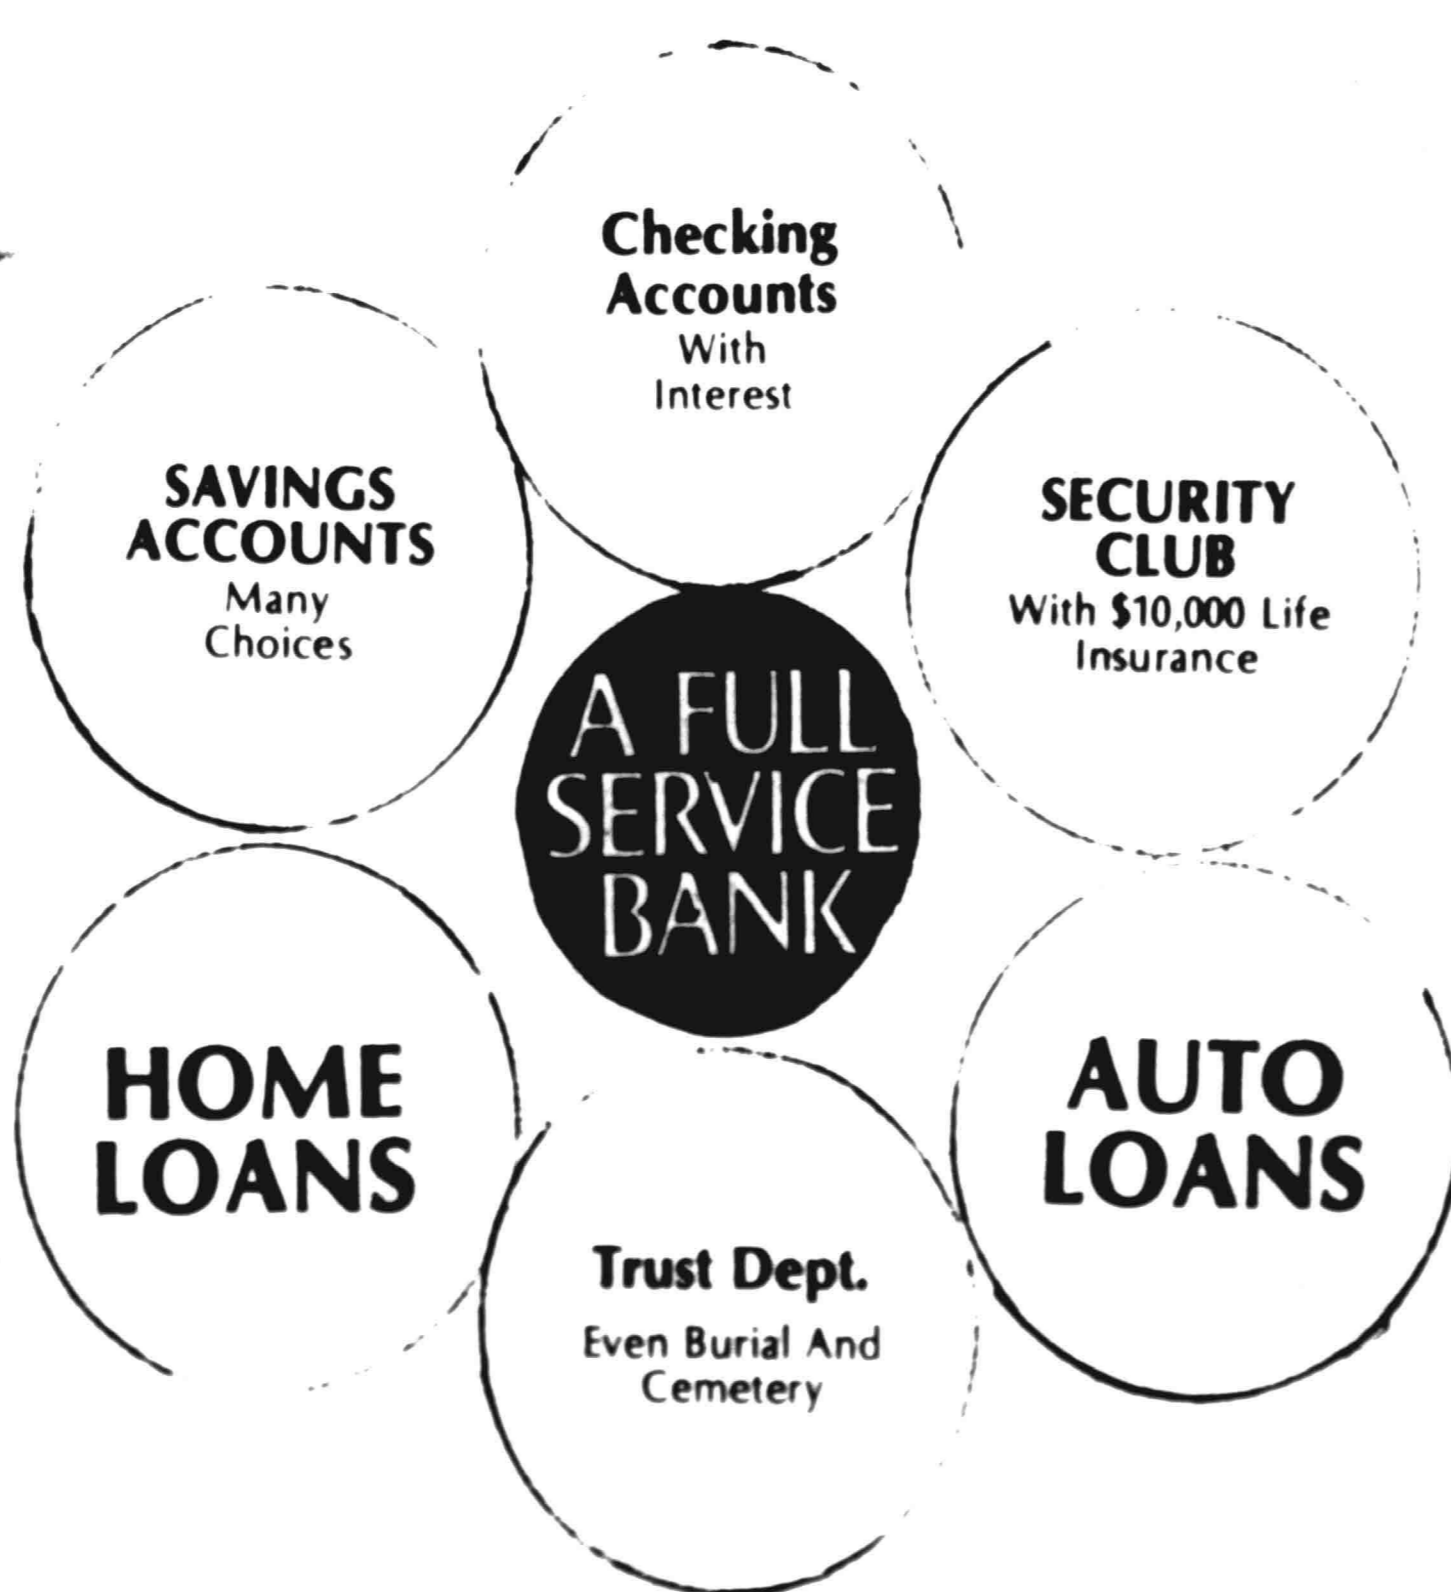 Checking
Accounts
With
Interest
SAVINGS
ACCOUNTS
Many
Choices
SECURITY
CLUB
With $10,000 Life
Insurance
A FULL
SERVICE
BANK
HOME
LOANS
AUTO
LOANS
Trust Dept.
Even Burial And
Cemetery